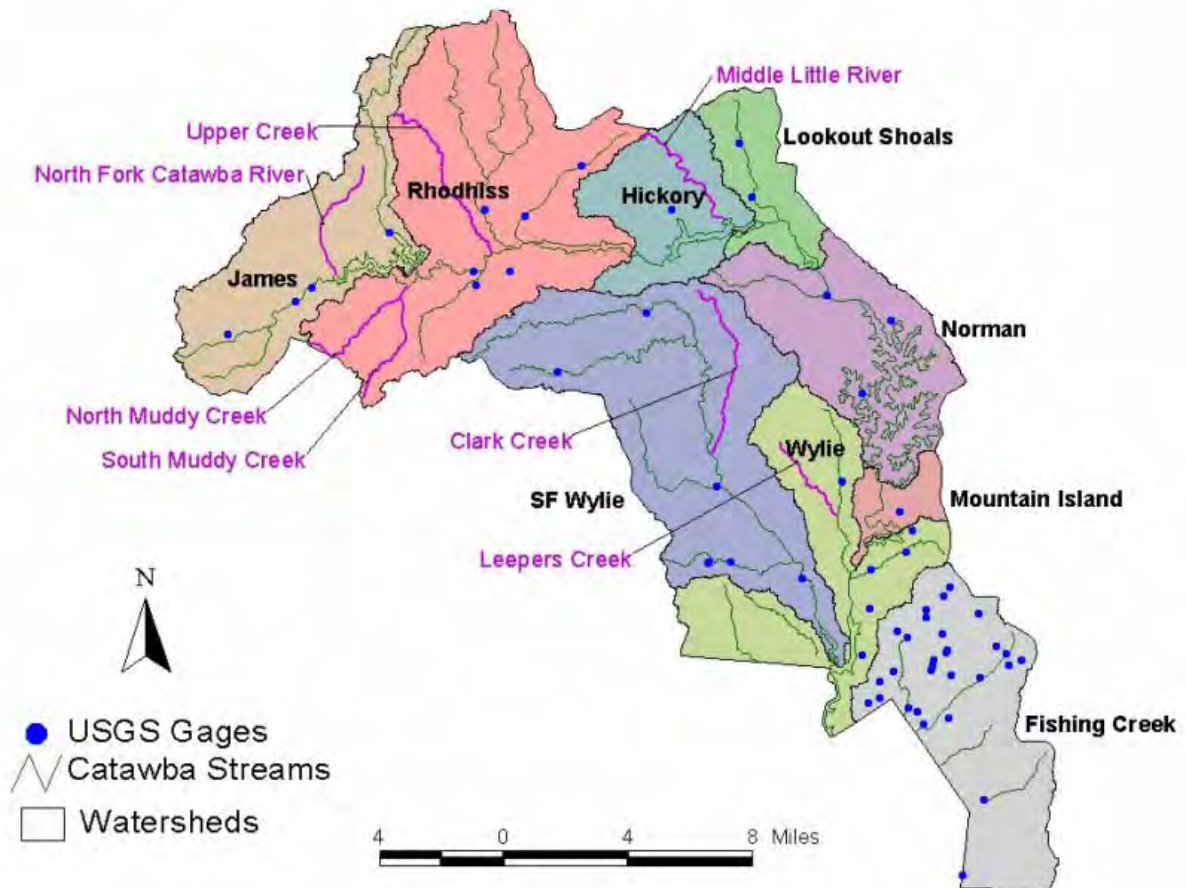 Middle Little River
Upper Creek
Lookout Shoals
North Fork Catawba River
Rhodhiss
Hickory
James
Norman
North Muddy Creek
Clark Creek
Wylie
South Muddy Creek
SF Wylie
Mountain Island
Leepers Creek
N
USGS Gages
Fishing Creek
Catawba Streams
Watersheds
4 0 4 8 Miles